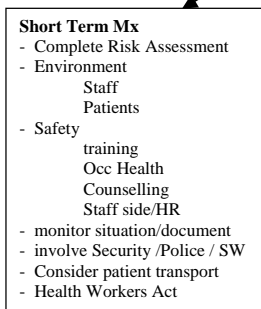 Short Term Mx
- Complete Risk Assessment
- Environment
Staff
Patients
- Safety
training
Occ Health
Counselling
Staff side/HR
- monitor situation/document
- involve Security /Police / SW
- Consider patient transport
- Health Workers Act